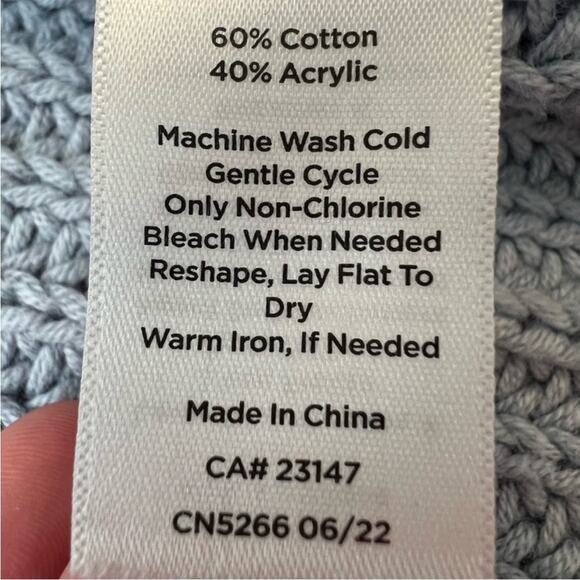 60% Cotton
40% Acrylic
Machine Wash Cold
Gentle Cycle
Only Non-Chlorine
Bleach When Needed
Reshape, Lay Flat To
Dry
Warm Iron, If Needed
Made In China
CA# 23147
CN5266 06/22